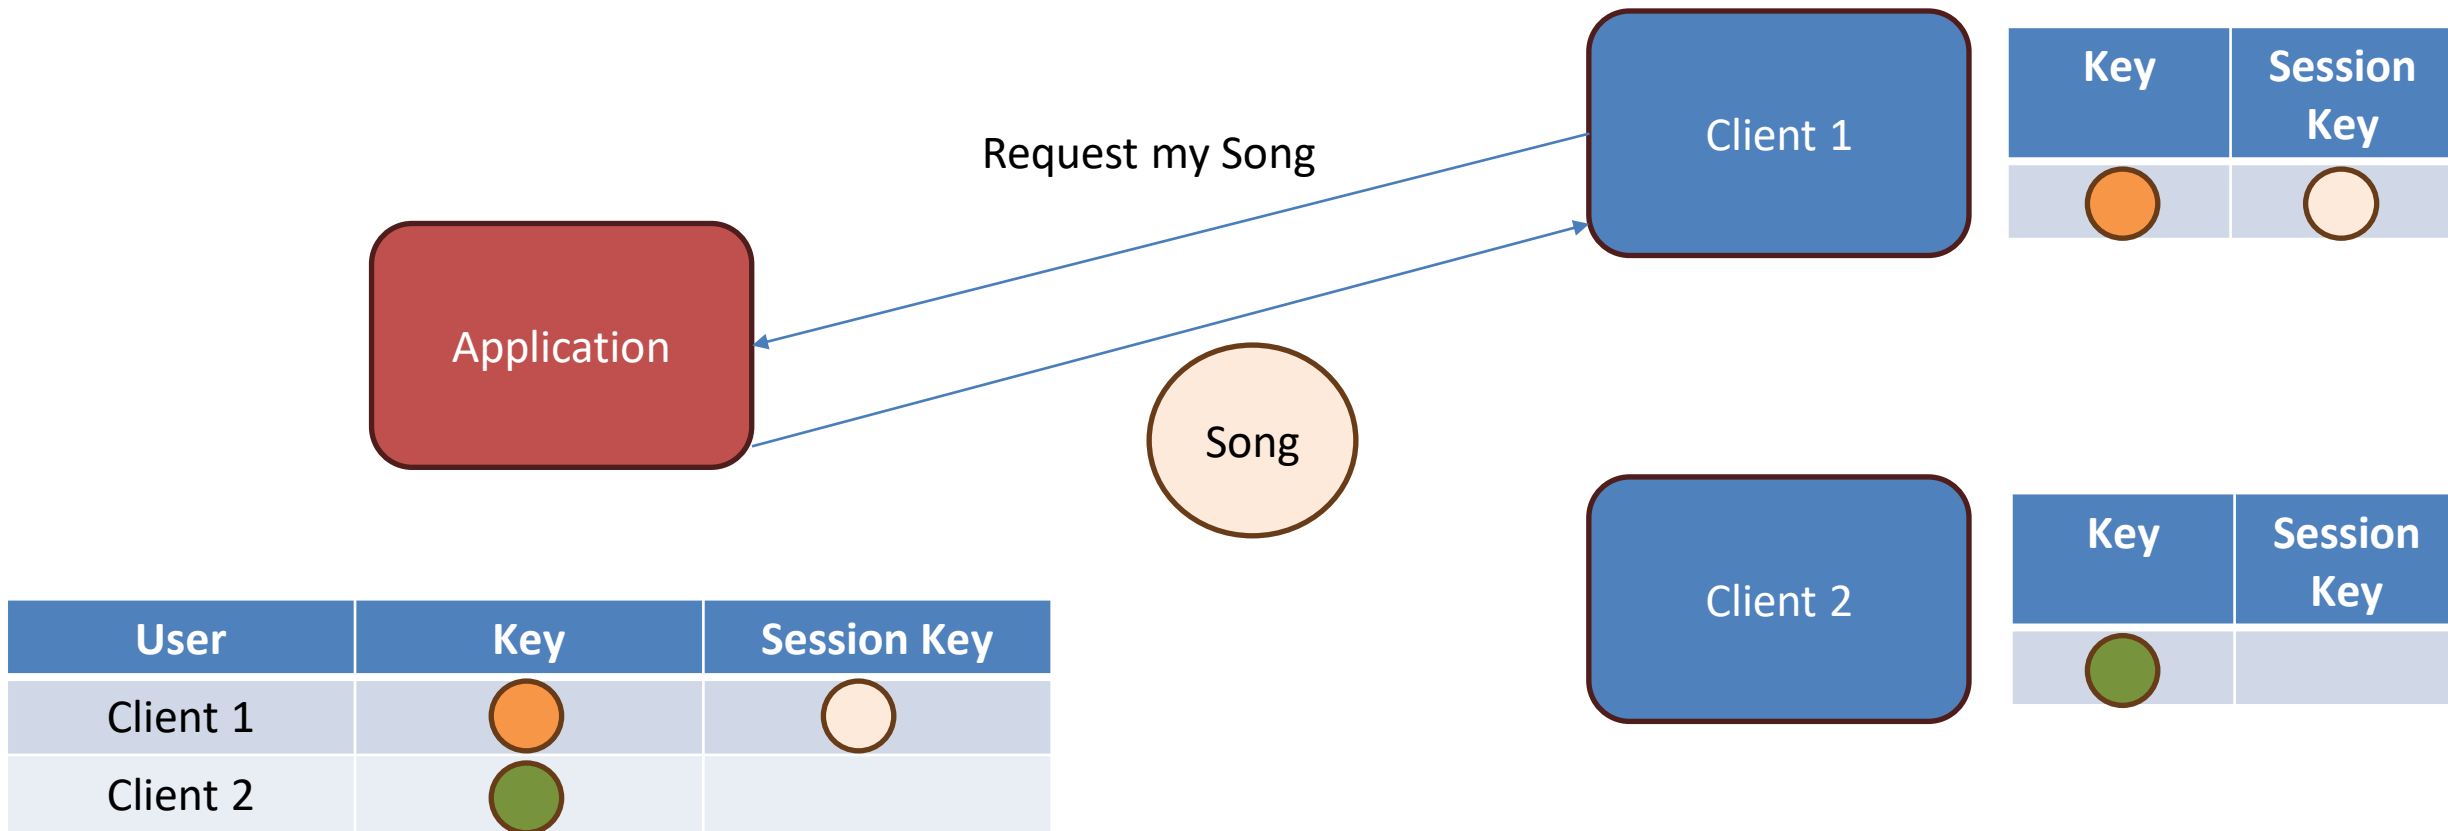 Request my Song
Client 1
Key
Session
Key
Application
Song
Client 2
Key
Session
Key
User Key Session Key
Client 1
Client 2